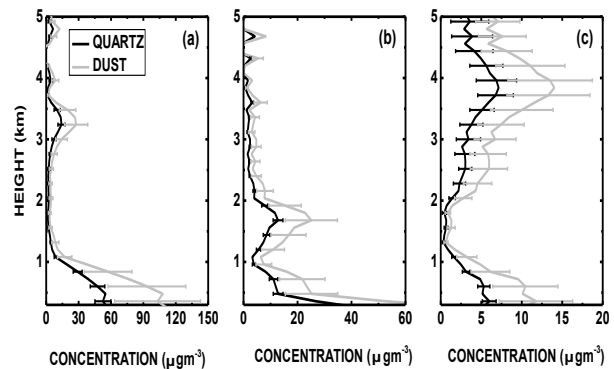 5
4
3
2
1
HEIGHT (km)
QUARTZ
DUST
(a)
0 30 60 90 120 150
CONCENTRATION (µgm⁻³)
5
4
3
2
1
(b)
0 20 40 60
CONCENTRATION (µgm⁻³)
5
4
3
2
1
(c)
0 5 10 15 20
CONCENTRATION (µgm⁻³)